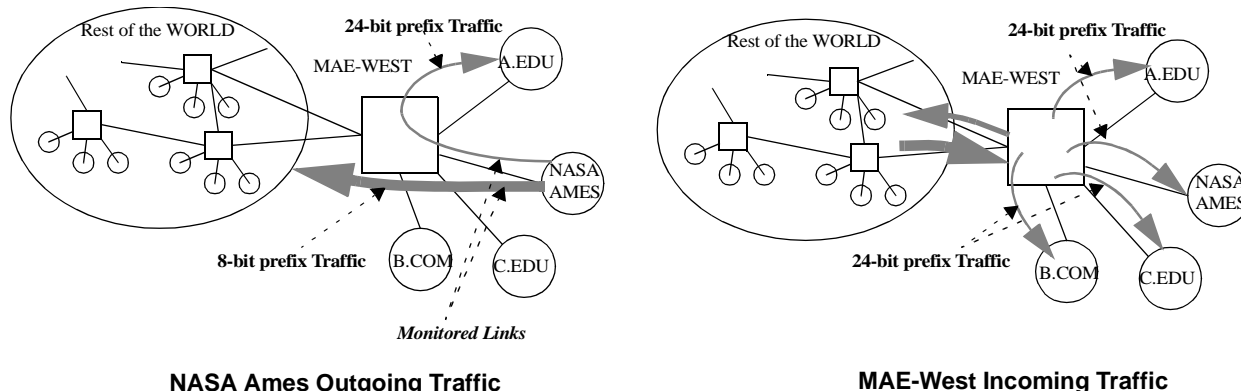 24-bit prefix Traffic
Rest of the WORLD
MAE-WEST
A.EDU
NASA
AMES
8-bit prefix Traffic
B.COM
C.EDU
Monitored Links
NASA Ames Outgoing Traffic
24-bit prefix Traffic
Rest of the WORLD
MAE-WEST
A.EDU
NASA
AMES
24-bit prefix Traffic
B.COM
C.EDU
MAE-West Incoming Traffic